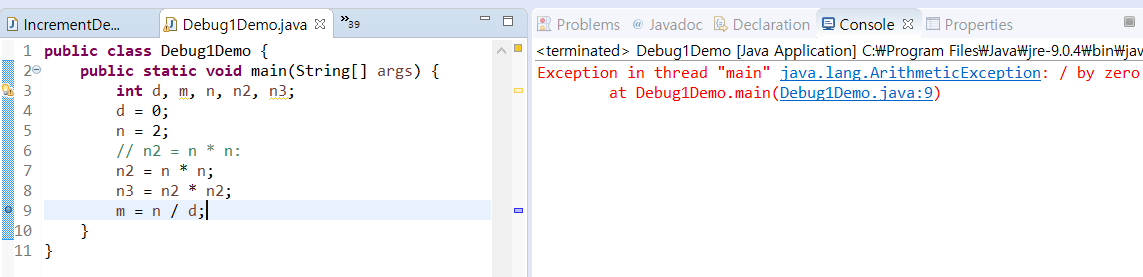 IncrementDe...
Debug1Demo.java
»39
1 public class Debug1Demo {
2 public static void main(String[] args) {
3 int d, m, n, n2, n3;
4 d = 0;
5 n = 2;
6 // n2 = n * n:
7 n2 = n * n;
8 n3 = n2 * n2;
9 m = n / d;
10 }
11 }
Problems @ Javadoc Declaration Console Properties
<terminated> Debug1Demo [Java Application] C:₩Program Files₩Java₩jre-9.0.4₩bin₩jav
Exception in thread "main" java.lang.ArithmeticException: / by zero
at Debug1Demo.main(Debug1Demo.java:9)